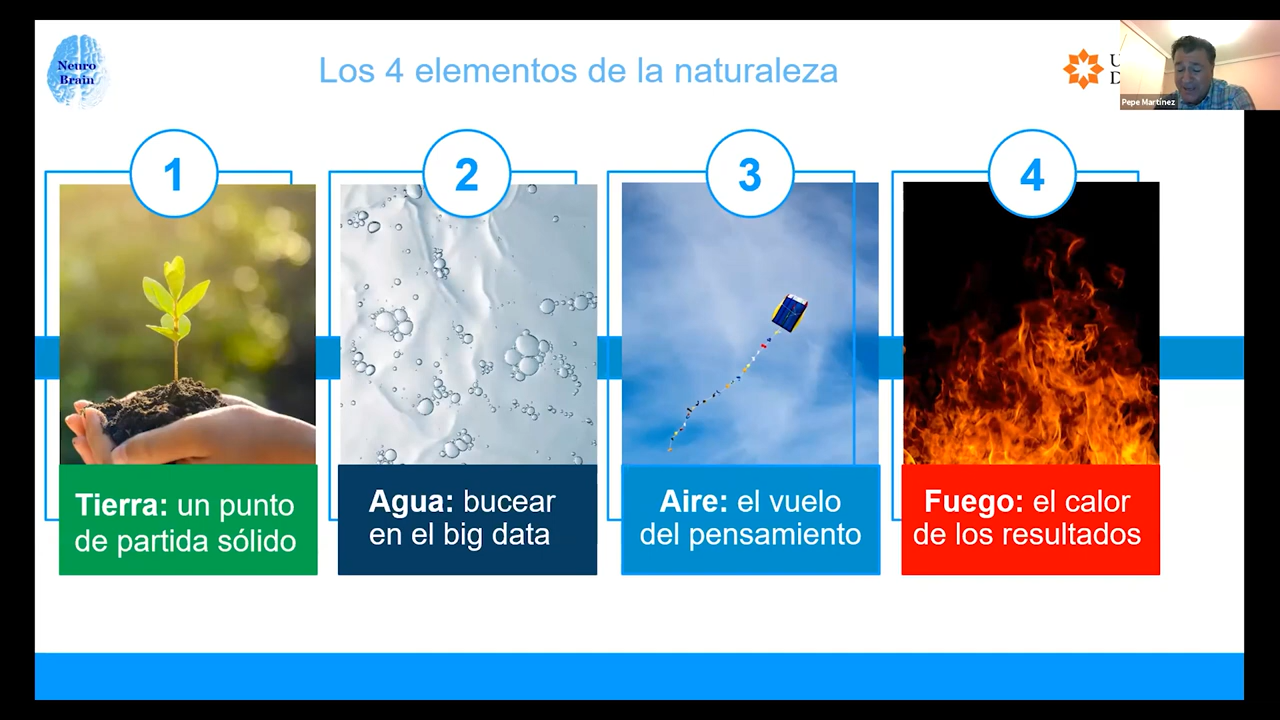 Neuro
Brain
Los 4 elementos de la naturaleza
Pepe Martínez
1
2
3
4
Tierra: un punto
de partida sólido
Agua: bucear
en el big data
Aire: el vuelo
del pensamiento
Fuego: el calor
de los resultados